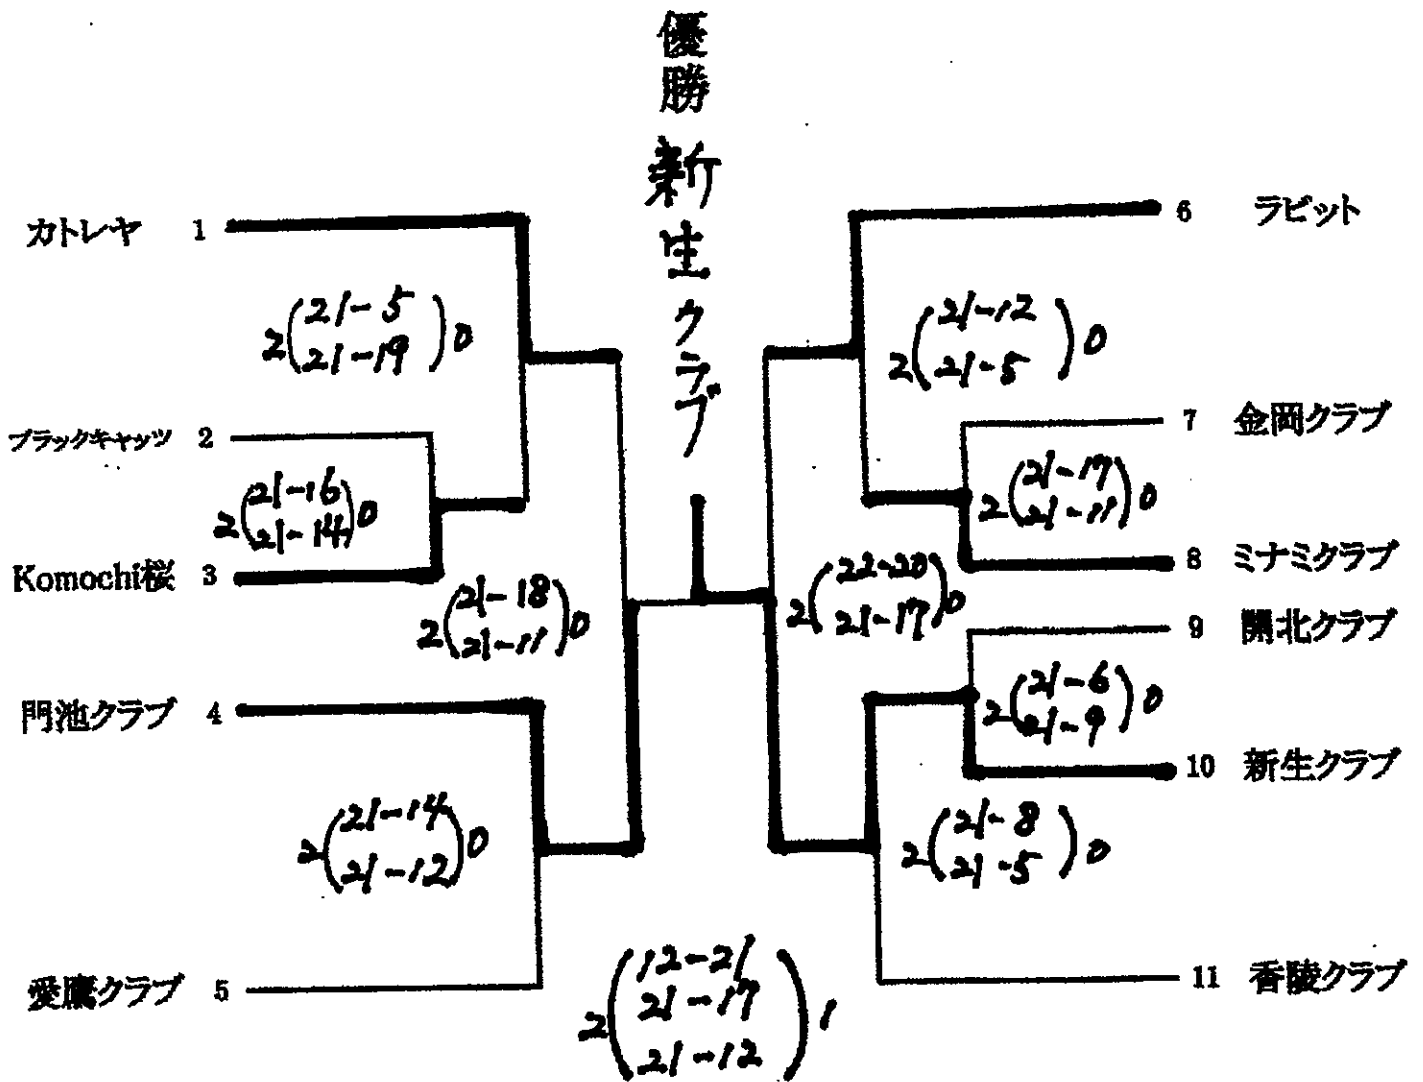 優勝
新生クラブ
カトレヤ 1
2(21-5 21-19)0
ブラックキャッツ 2
2(21-16 21-14)0
Komochi桜 3
2(21-18 21-11)0
門池クラブ 4
2(21-14 21-12)0
愛鷹クラブ 5
6 ラビット
2(21-12 21-5)0
7 金岡クラブ
2(21-17 21-11)0
8 ミナミクラブ
2(22-20 21-17)0
9 開北クラブ
2(21-6 21-9)0
10 新生クラブ
2(21-8 21-5)0
11 香陵クラブ
2(12-21 21-17 21-12)1